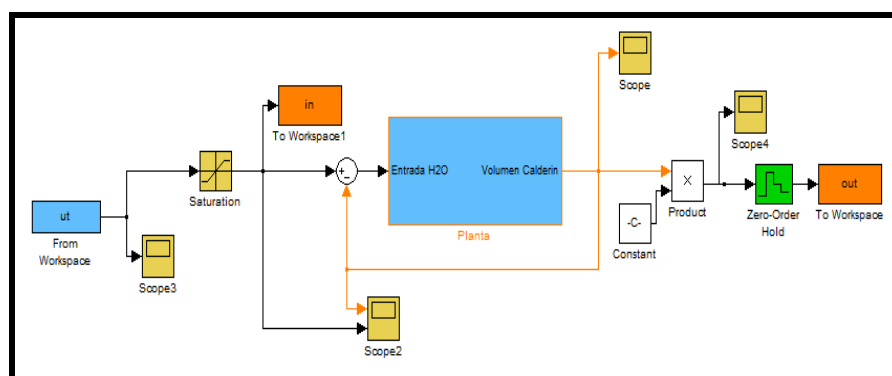 Scope
in
To Workspace1
Scope4
Entrada H2O
Volumen Calderin
+
-
X
Product
out
To Workspace
Zero-Order
Hold
Saturation
ut
From
Workspace
Scope3
-C-
Constant
Planta
Scope2